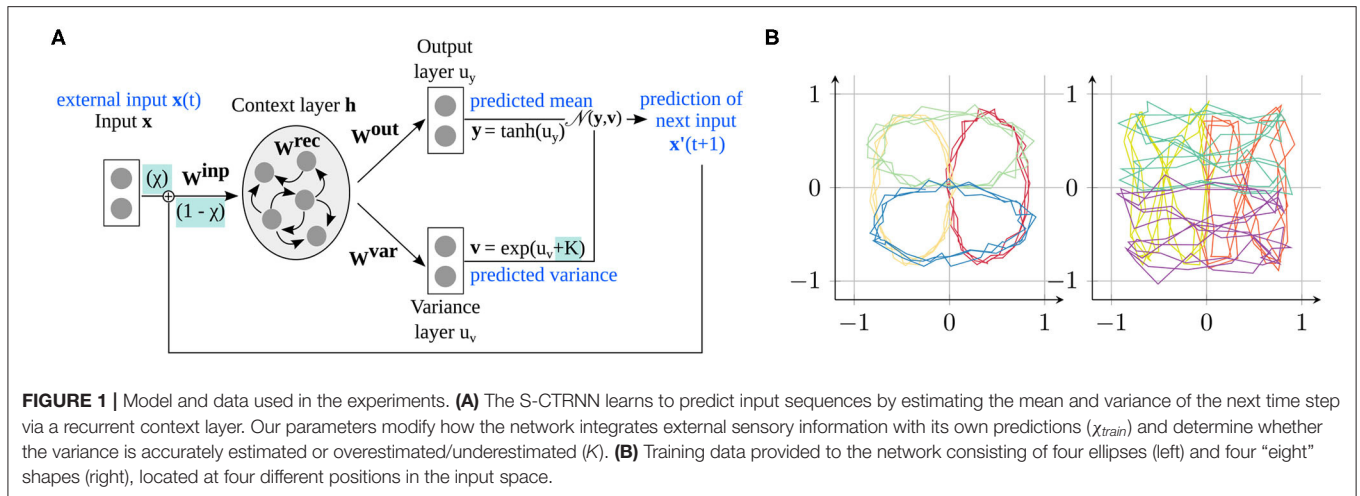 A
external input x(t)
Input x
(χ)
W^inp
(1 - χ)
Context layer h
W^rec
W^out
W^var
Output
layer u_y
predicted mean
y = tanh(u_y)
𝒩(y,v)
prediction of
next input
x'(t+1)
v = exp(u_v+K)
predicted variance
Variance
layer u_v
B
1
0
−1
−1 0 1
1
0
−1
−1 0 1
FIGURE 1 | Model and data used in the experiments. (A) The S-CTRNN learns to predict input sequences by estimating the mean and variance of the next time step
via a recurrent context layer. Our parameters modify how the network integrates external sensory information with its own predictions (χ_train) and determine whether
the variance is accurately estimated or overestimated/underestimated (K). (B) Training data provided to the network consisting of four ellipses (left) and four “eight”
shapes (right), located at four different positions in the input space.